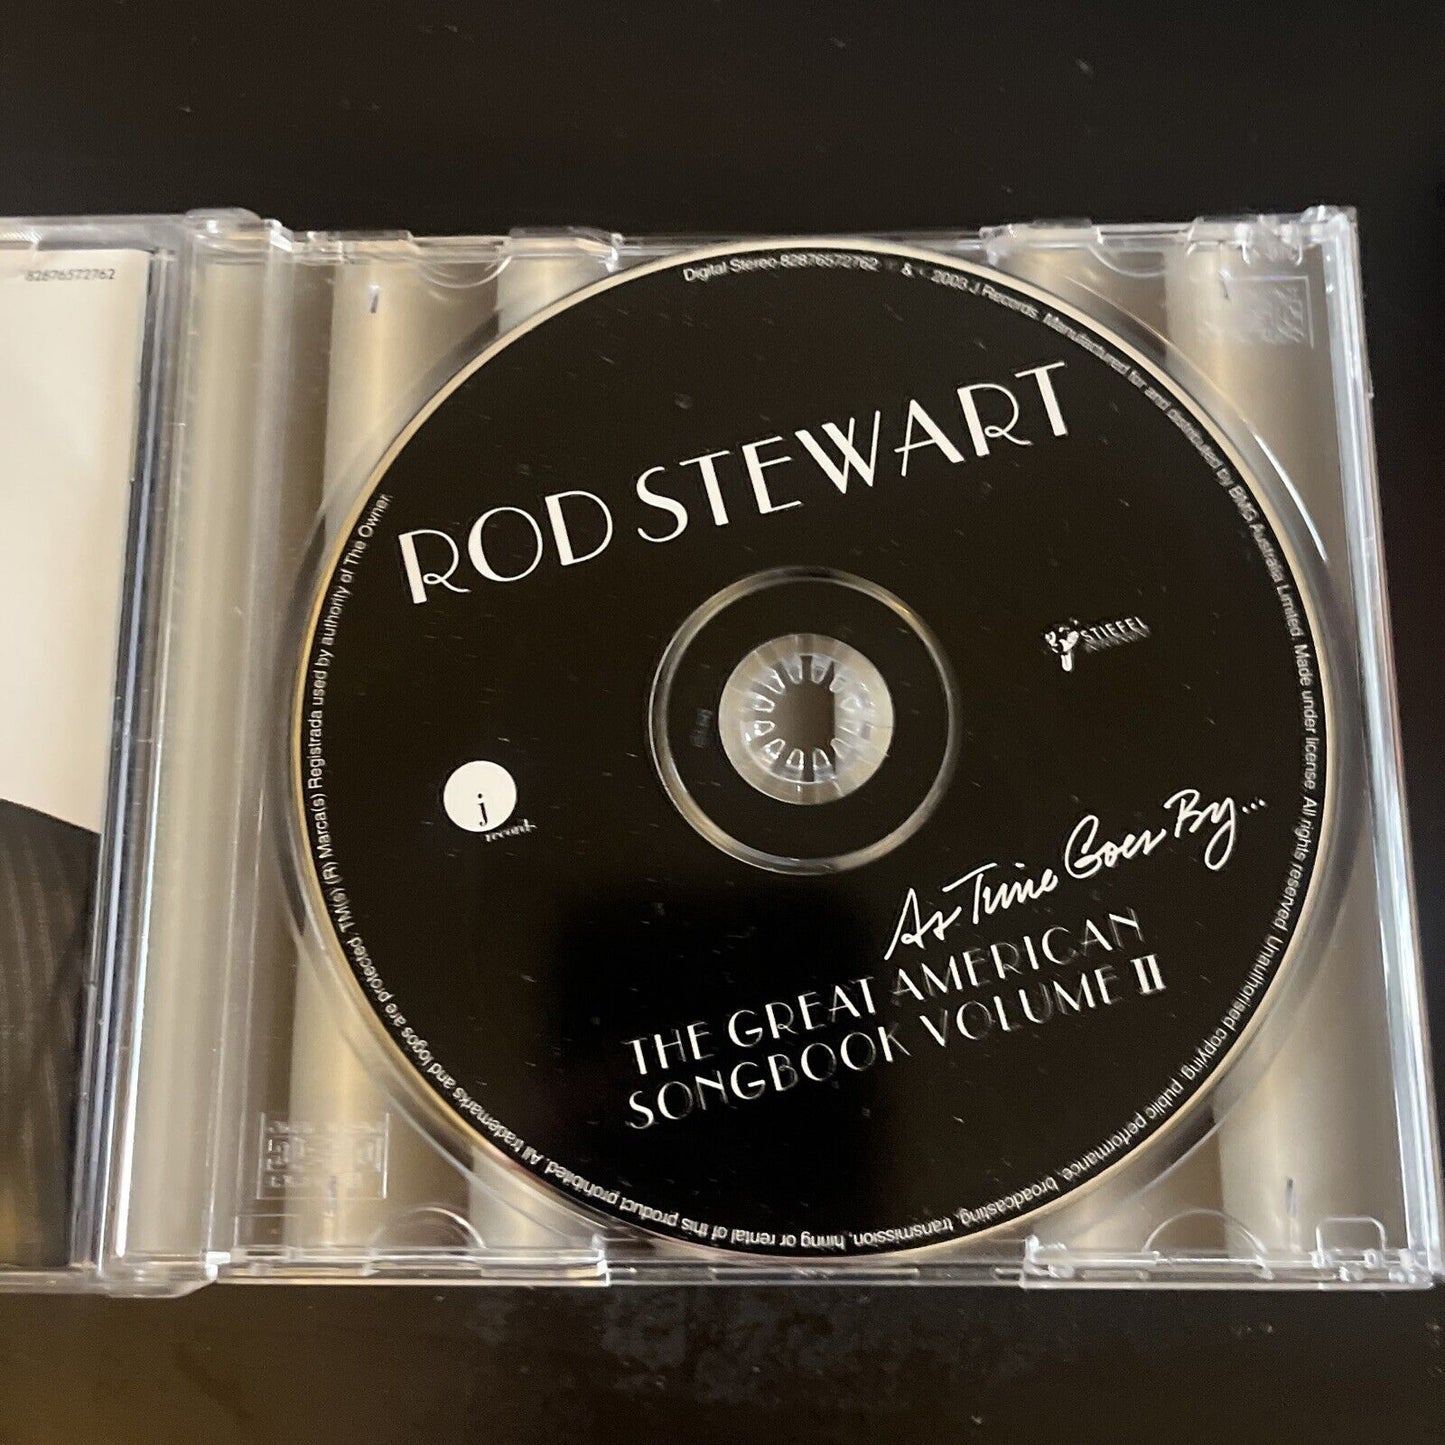 82876572762
Digital Stereo 82876572762 & 2003 J Records. Manufactured for and distributed by BMG Australia Limited. Made under license. All rights reserved. Unauthorised copying, public performance, broadcasting, transmission, hiring or rental of this product prohibited. All trademarks and logos are protected. TM(s) (R) Marca(s) Registrada used by authority of The Owner.
ROD STEWART
STIEFEL
j
records
As Time Goes By...
THE GREAT AMERICAN
SONGBOOK VOLUME II